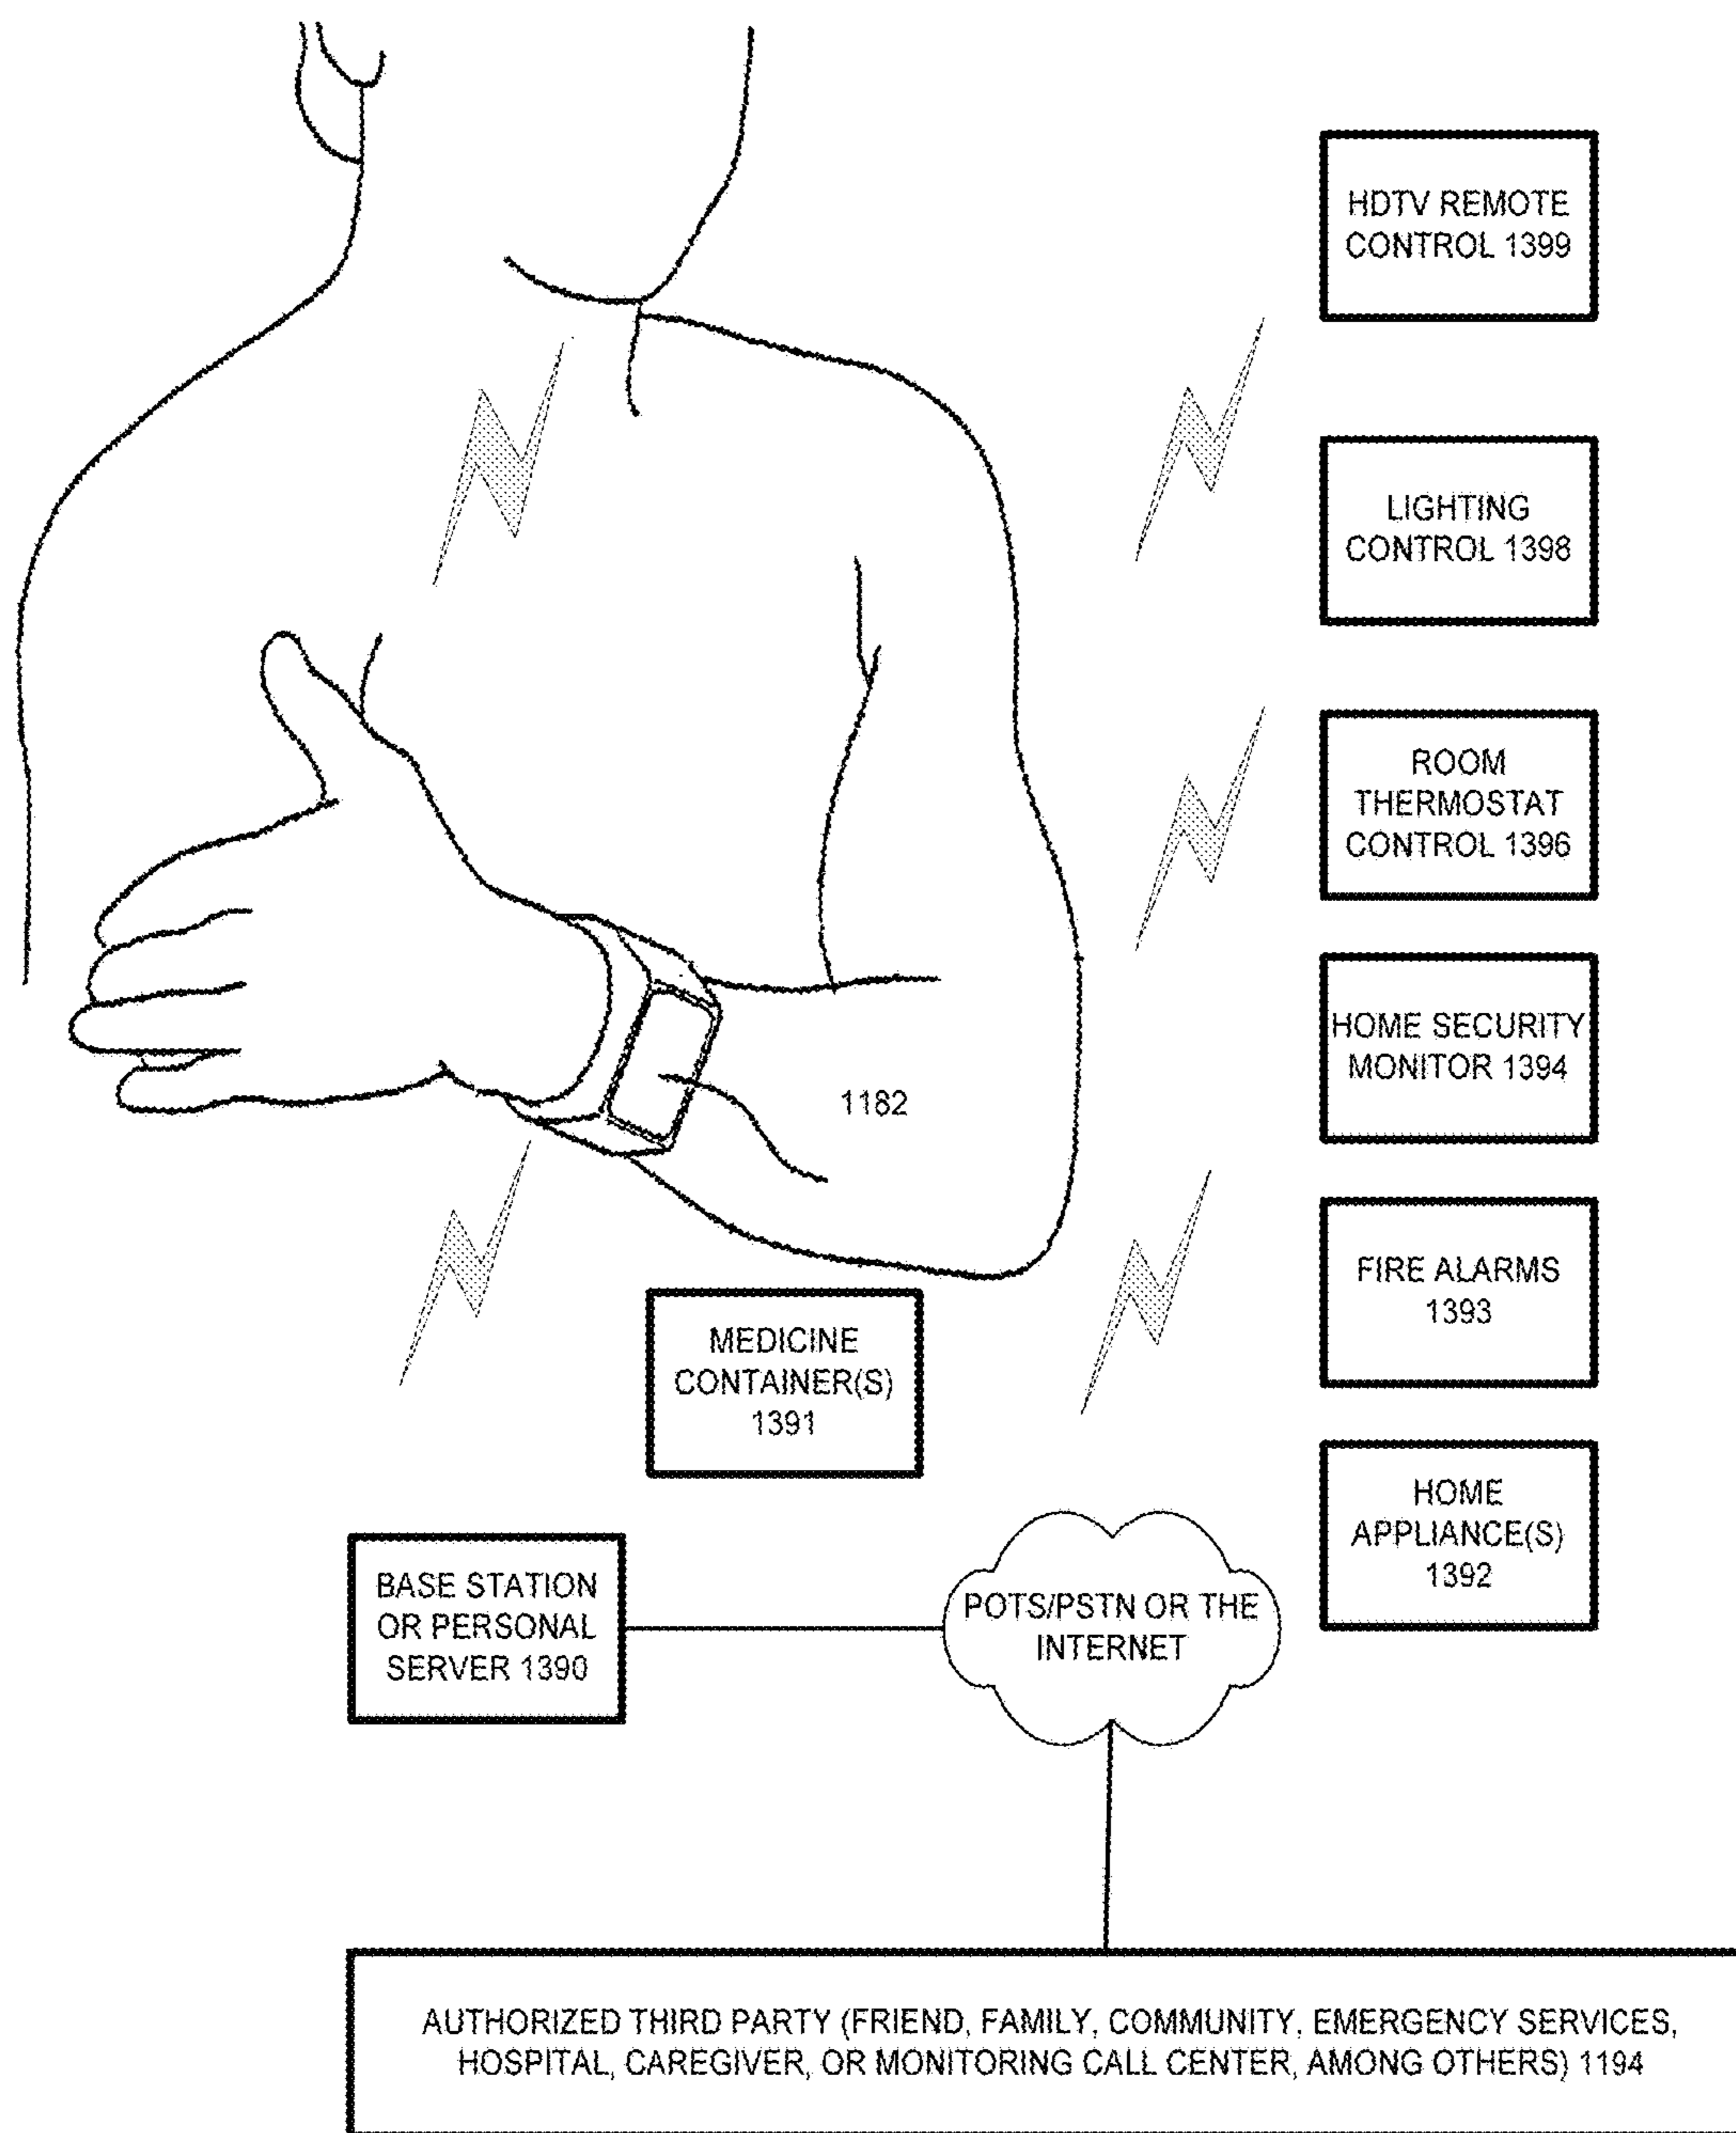 HDTV REMOTE
CONTROL 1399
LIGHTING
CONTROL 1398
ROOM
THERMOSTAT
CONTROL 1396
HOME SECURITY
MONITOR 1394
1182
FIRE ALARMS
1393
MEDICINE
CONTAINER(S)
1391
HOME
APPLIANCE(S)
1392
BASE STATION
OR PERSONAL
SERVER 1390
POTS/PSTN OR THE
INTERNET
AUTHORIZED THIRD PARTY (FRIEND, FAMILY, COMMUNITY, EMERGENCY SERVICES,
HOSPITAL, CAREGIVER, OR MONITORING CALL CENTER, AMONG OTHERS) 1194